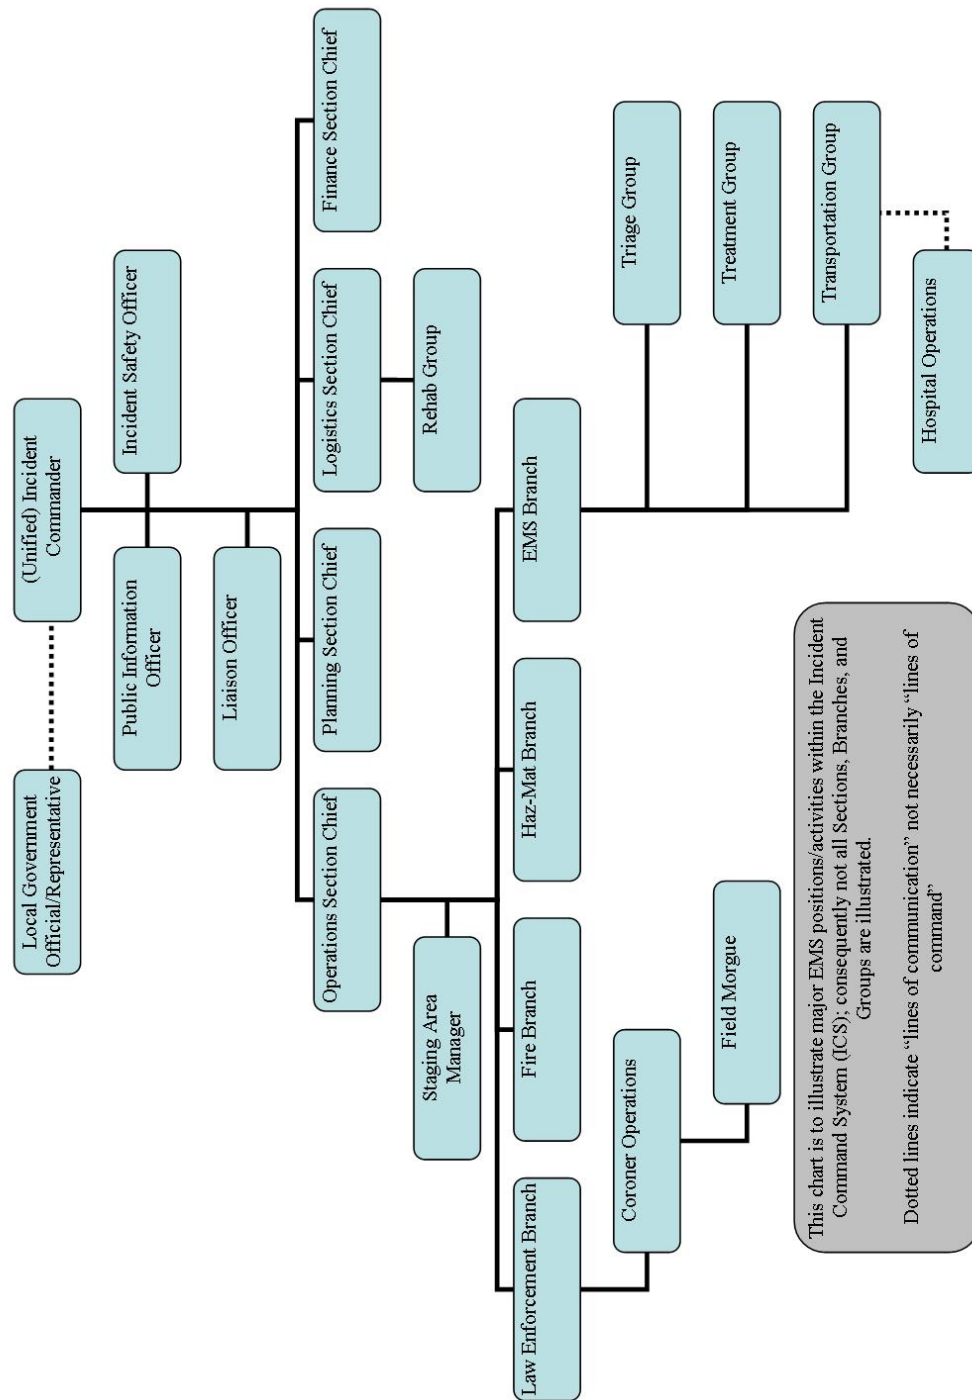 Local Government
Official/Representative
(Unified) Incident
Commander
Public Information
Officer
Incident Safety Officer
Liaison Officer
Operations Section Chief
Planning Section Chief
Logistics Section Chief
Finance Section Chief
Staging Area
Manager
Rehab Group
Law Enforcement Branch
Fire Branch
Haz-Mat Branch
EMS Branch
Coroner Operations
Triage Group
Field Morgue
Treatment Group
Transportation Group
Hospital Operations
This chart is to illustrate major EMS positions/activities within the Incident
Command System (ICS); consequently not all Sections, Branches, and
Groups are illustrated.
Dotted lines indicate “lines of communication” not necessarily “lines of
command”